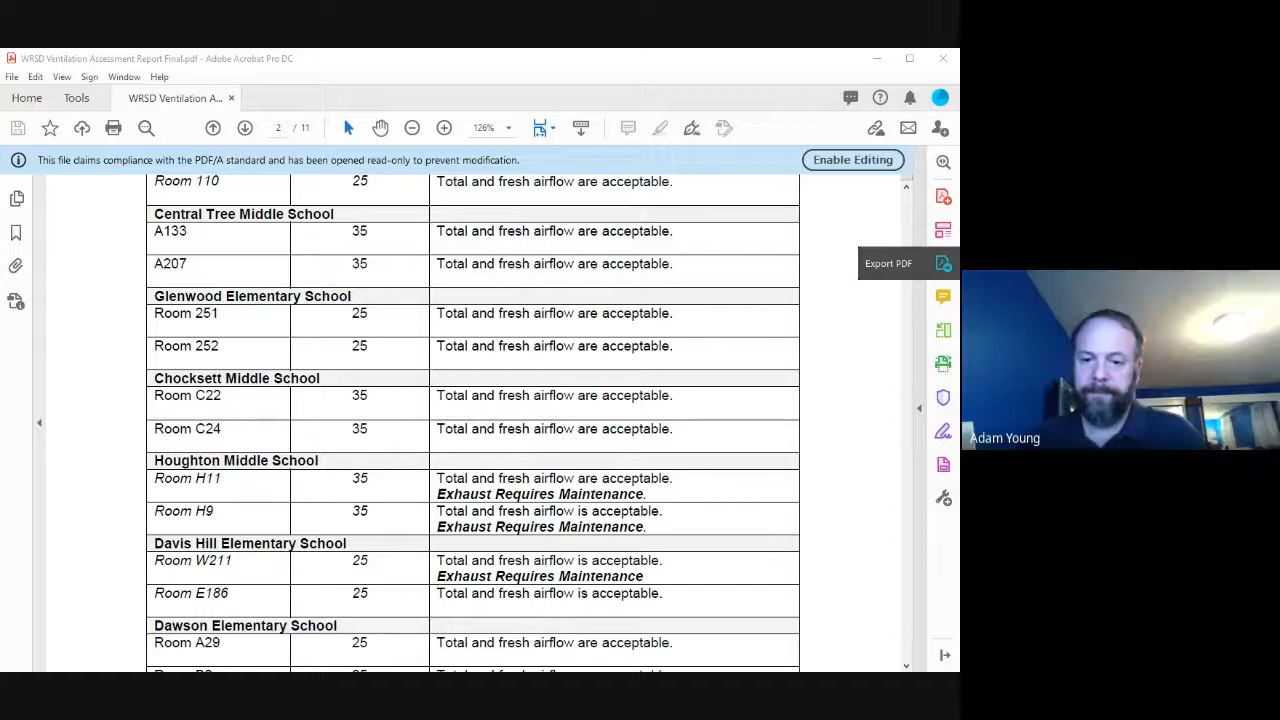 WRSD Ventilation Assessment Report Final.pdf - Adobe Acrobat Pro DC
File Edit View Sign Window Help
Home Tools WRSD Ventilation A... ×
2 / 11 126%
This file claims compliance with the PDF/A standard and has been opened read-only to prevent modification. Enable Editing
Room 110 25 Total and fresh airflow are acceptable.
Central Tree Middle School
A133 35 Total and fresh airflow are acceptable.
A207 35 Total and fresh airflow are acceptable.
Export PDF
Glenwood Elementary School
Room 251 25 Total and fresh airflow are acceptable.
Room 252 25 Total and fresh airflow are acceptable.
Chocksett Middle School
Room C22 35 Total and fresh airflow are acceptable.
Room C24 35 Total and fresh airflow are acceptable.
Adam Young
Houghton Middle School
Room H11 35 Total and fresh airflow are acceptable.
Exhaust Requires Maintenance.
Room H9 35 Total and fresh airflow is acceptable.
Exhaust Requires Maintenance.
Davis Hill Elementary School
Room W211 25 Total and fresh airflow is acceptable.
Exhaust Requires Maintenance
Room E186 25 Total and fresh airflow is acceptable.
Dawson Elementary School
Room A29 25 Total and fresh airflow are acceptable.